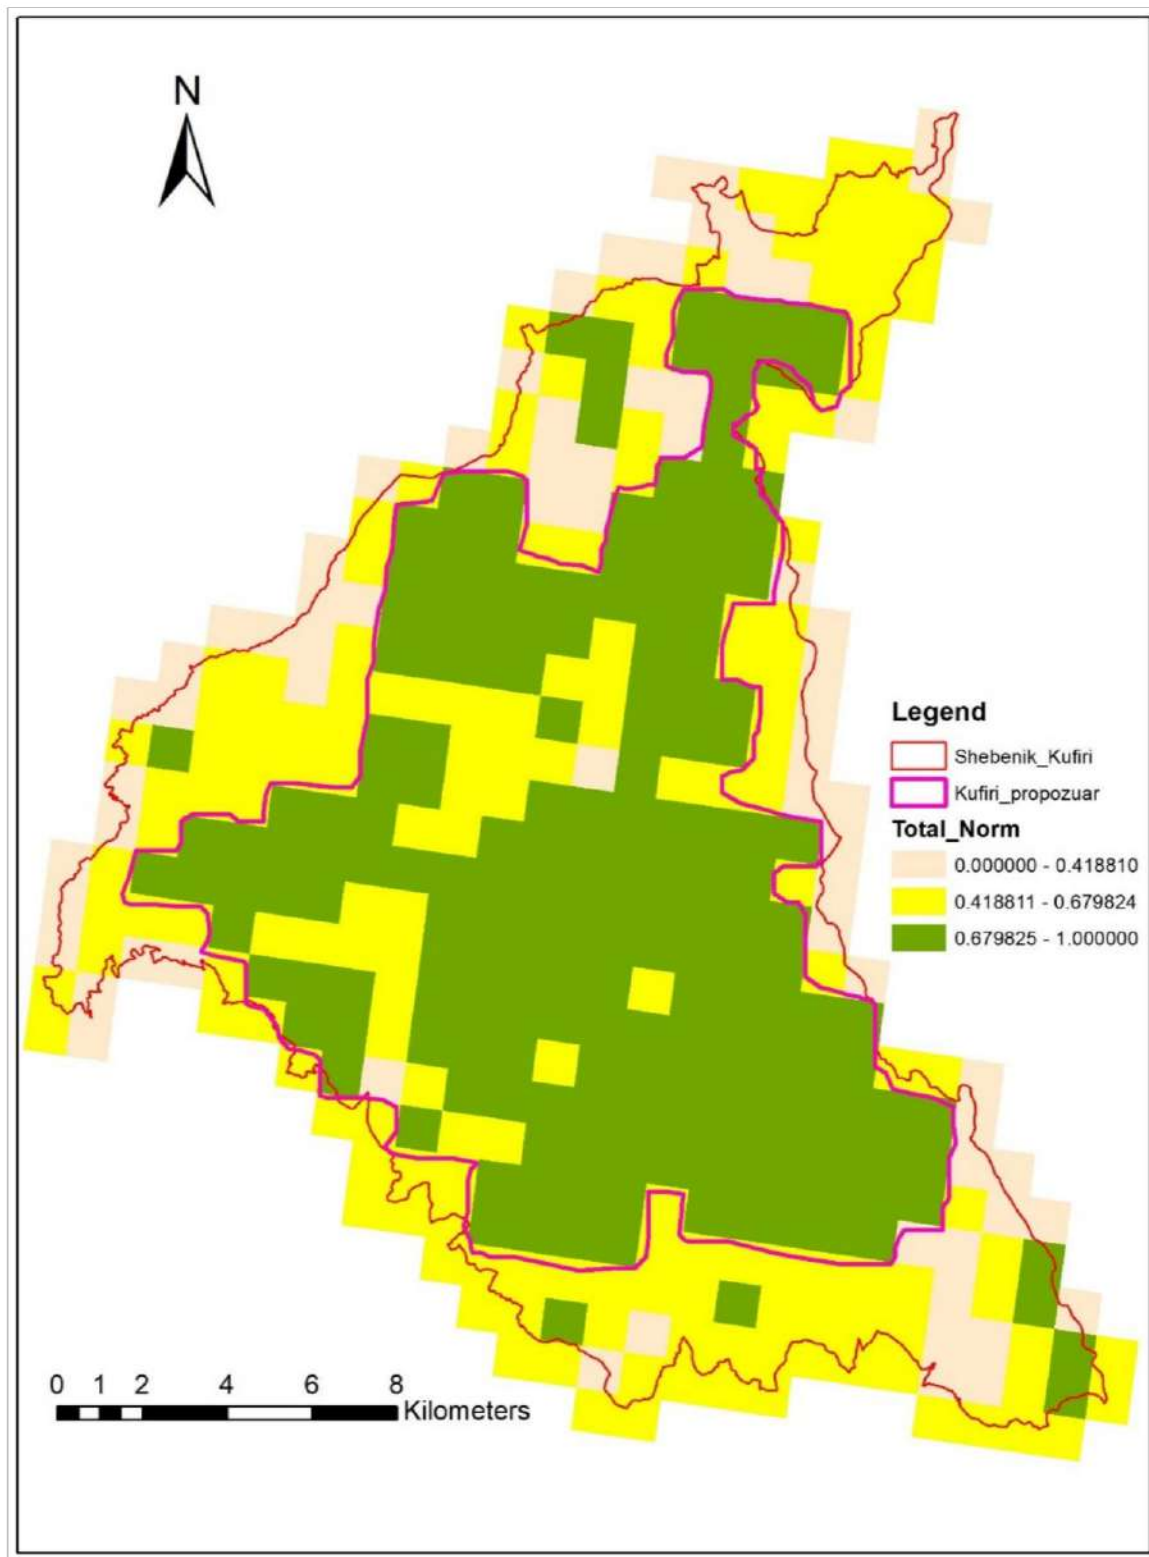 N
Legend
Shebenik_Kufiri
Kufiri_propozuar
Total_Norm
0.000000 - 0.418810
0.418811 - 0.679824
0.679825 - 1.000000
0 1 2 4 6 8
Kilometers